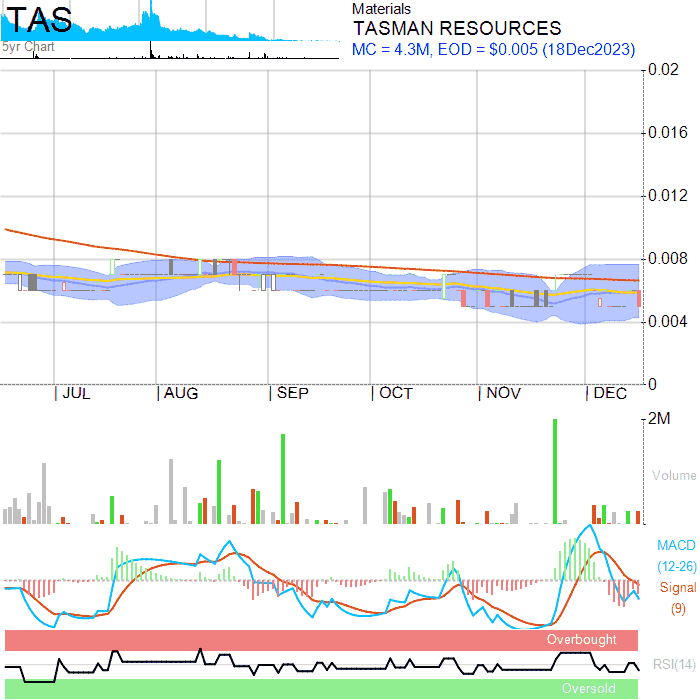 TAS
5yr Chart
Materials
TASMAN RESOURCES
MC = 4.3M, EOD = $0.005 (18Dec2023)
0.02
0.016
0.012
0.008
0.004
0
JUL
AUG
SEP
OCT
NOV
DEC
2M
Volume
MACD
(12-26)
Signal
(9)
Overbought
RSI(14)
Oversold